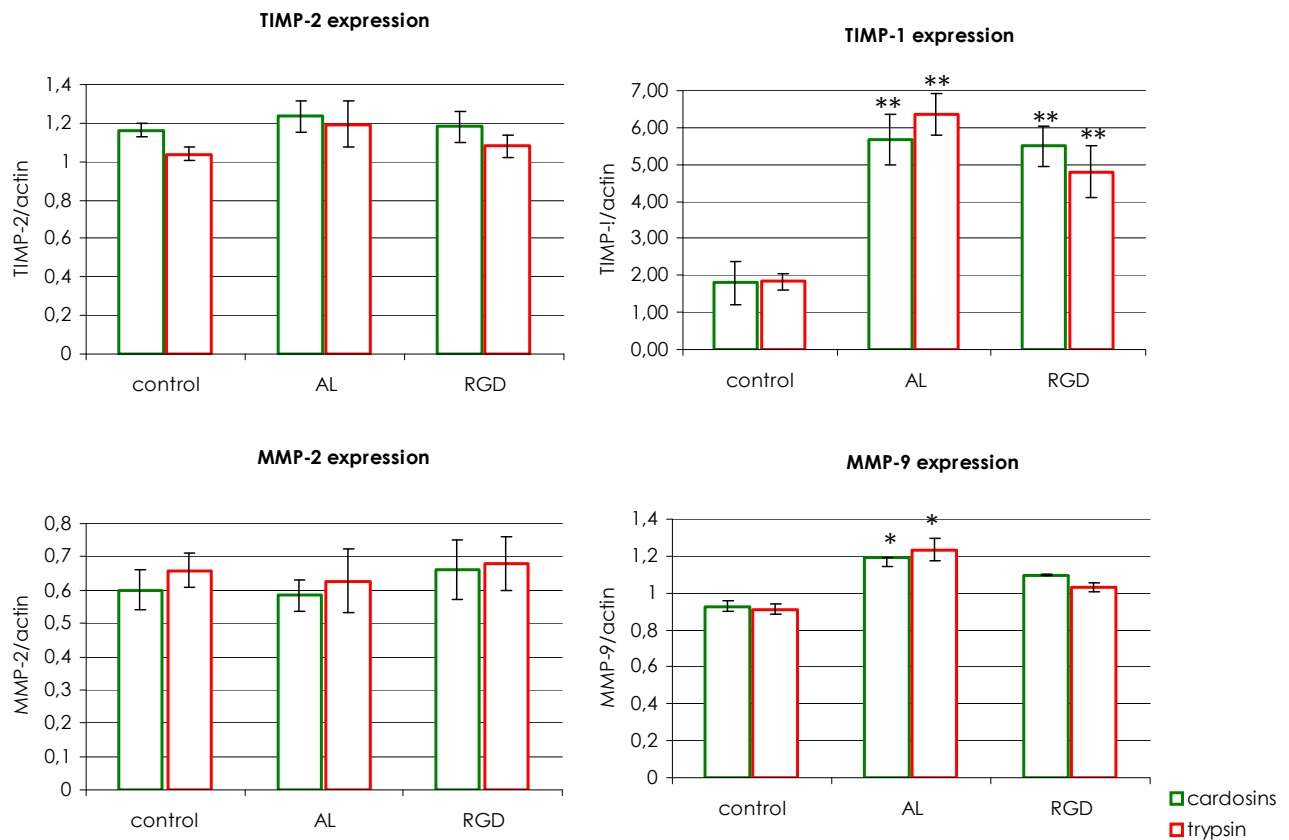 TIMP-2 expression
TIMP-2/actin
1,4
1,2
1
0,8
0,6
0,4
0,2
0
control AL RGD
TIMP-1 expression
TIMP-!/actin
7,00
6,00
5,00
4,00
3,00
2,00
1,00
0,00
** ** ** **
control AL RGD
MMP-2 expression
MMP-2/actin
0,8
0,7
0,6
0,5
0,4
0,3
0,2
0,1
0
control AL RGD
MMP-9 expression
MMP-9/actin
1,4
1,2
1
0,8
0,6
0,4
0,2
0
* *
control AL RGD
cardosins
trypsin